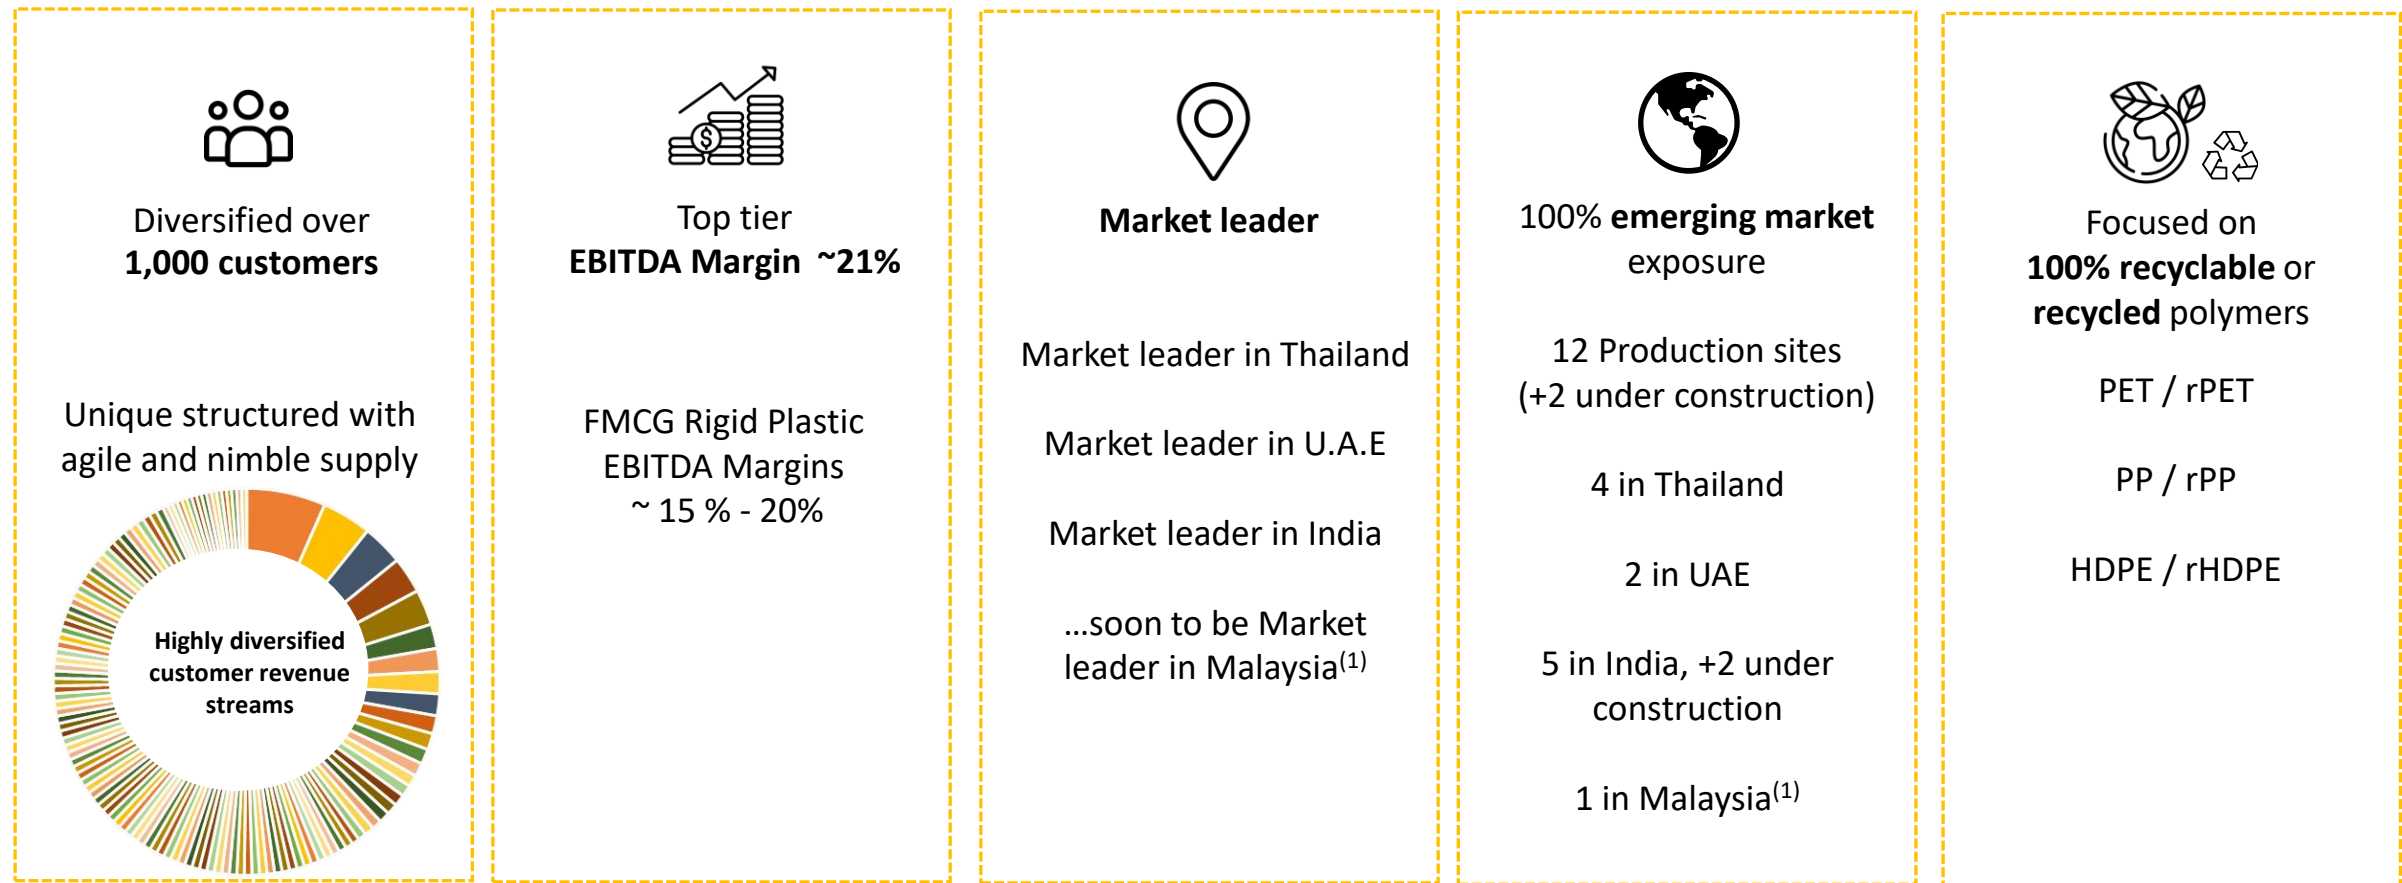 Diversified over
1,000 customers
Unique structured with
agile and nimble supply
Highly diversified
customer revenue
streams
Top tier
EBITDA Margin ~21%
FMCG Rigid Plastic
EBITDA Margins
~ 15 % - 20%
Market leader
Market leader in Thailand
Market leader in U.A.E
Market leader in India
...soon to be Market
leader in Malaysia(1)
100% emerging market
exposure
12 Production sites
(+2 under construction)
4 in Thailand
2 in UAE
5 in India, +2 under
construction
1 in Malaysia(1)
Focused on
100% recyclable or
recycled polymers
PET / rPET
PP / rPP
HDPE / rHDPE